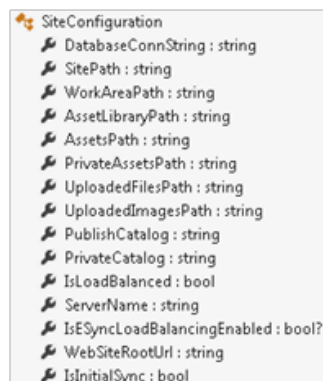 SiteConfiguration
DatabaseConnString : string
SitePath : string
WorkAreaPath : string
AssetLibraryPath : string
AssetsPath : string
PrivateAssetsPath : string
UploadedFilesPath : string
UploadedImagesPath : string
PublishCatalog : string
PrivateCatalog : string
IsLoadBalanced : bool
ServerName : string
IsESyncLoadBalancingEnabled : bool?
WebSiteRootUrl : string
IsInitialSync : bool